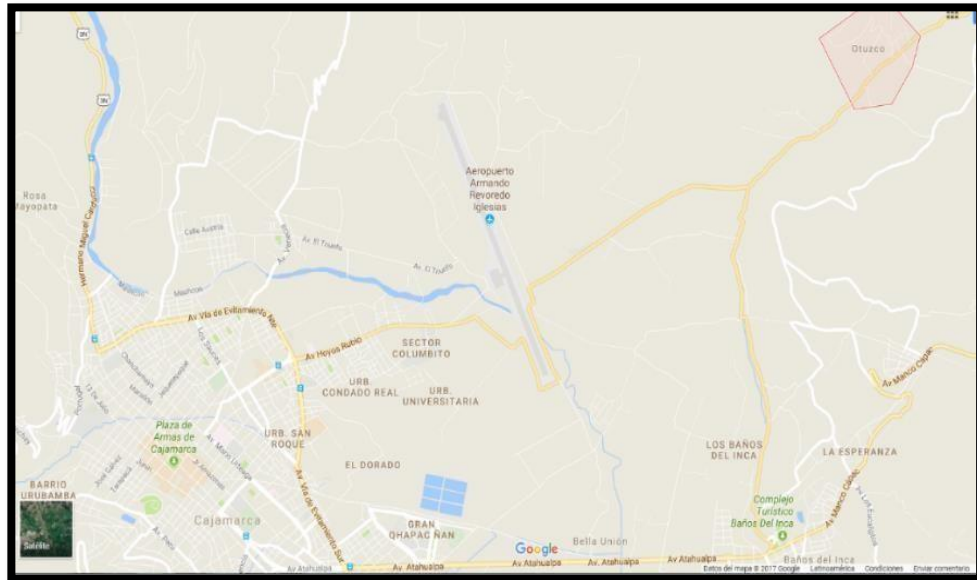 3N
Otuzco
3N
Aeropuerto
Armando
Revoredo
Iglesias
Rosa
Mayopata
Hermano Miguel Carducci
Calle Austria
Av. El Triunfo
Av. El Triunfo
Av. Vía de Evitamiento Nte
Av Hoyos Rubio
SECTOR
COLUMBITO
URB.
CONDADO REAL
URB.
UNIVERSITARIA
Av Manco Cápac
Plaza de
Armas de
Cajamarca
URB. SAN
ROQUE
LOS BAÑOS
DEL INCA
LA ESPERANZA
EL DORADO
Av. Vía de Evitamiento Sur
BARRIO
URUBAMBA
Cajamarca
GRAN
QHAPAC ÑAN
Complejo
Turístico
Baños Del Inca
Av Manco Cápac
Satélite
Google
Bella Unión
Av. Atahualpa
Av Atahualpa
Av Atahualpa
Av Atahualpa
Baños del Inca
Datos del mapa © 2017 Google
Latinoamérica
Condiciones
Enviar comentario